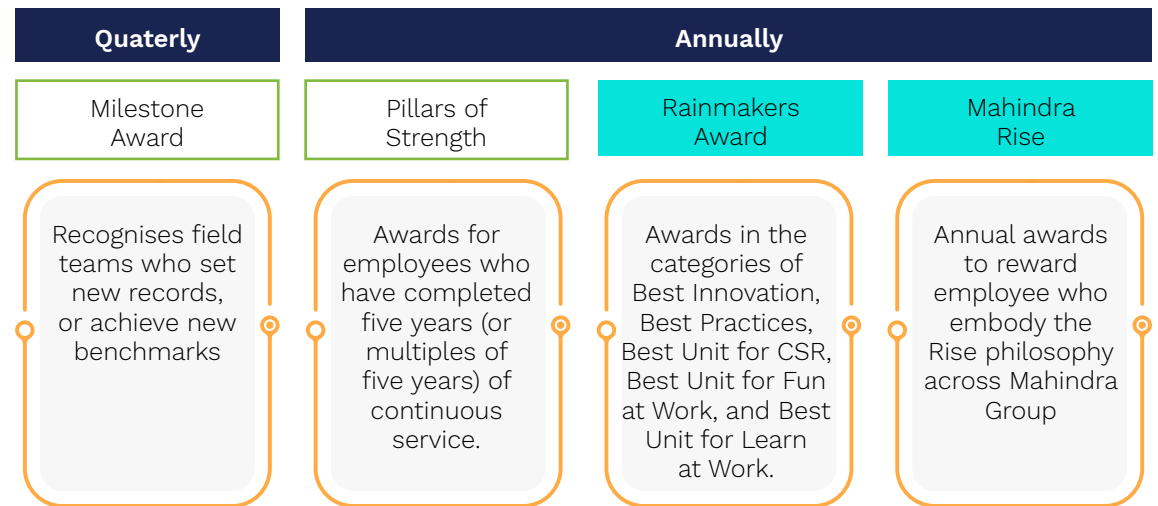 Quaterly
Annually
Milestone
Award
Pillars of
Strength
Rainmakers
Award
Mahindra
Rise
Recognises field
teams who set
new records,
or achieve new
benchmarks
Awards for
employees who
have completed
five years (or
multiples of
five years) of
continuous
service.
Awards in the
categories of
Best Innovation,
Best Practices,
Best Unit for CSR,
Best Unit for Fun
at Work, and Best
Unit for Learn
at Work.
Annual awards
to reward
employee who
embody the
Rise philosophy
across Mahindra
Group